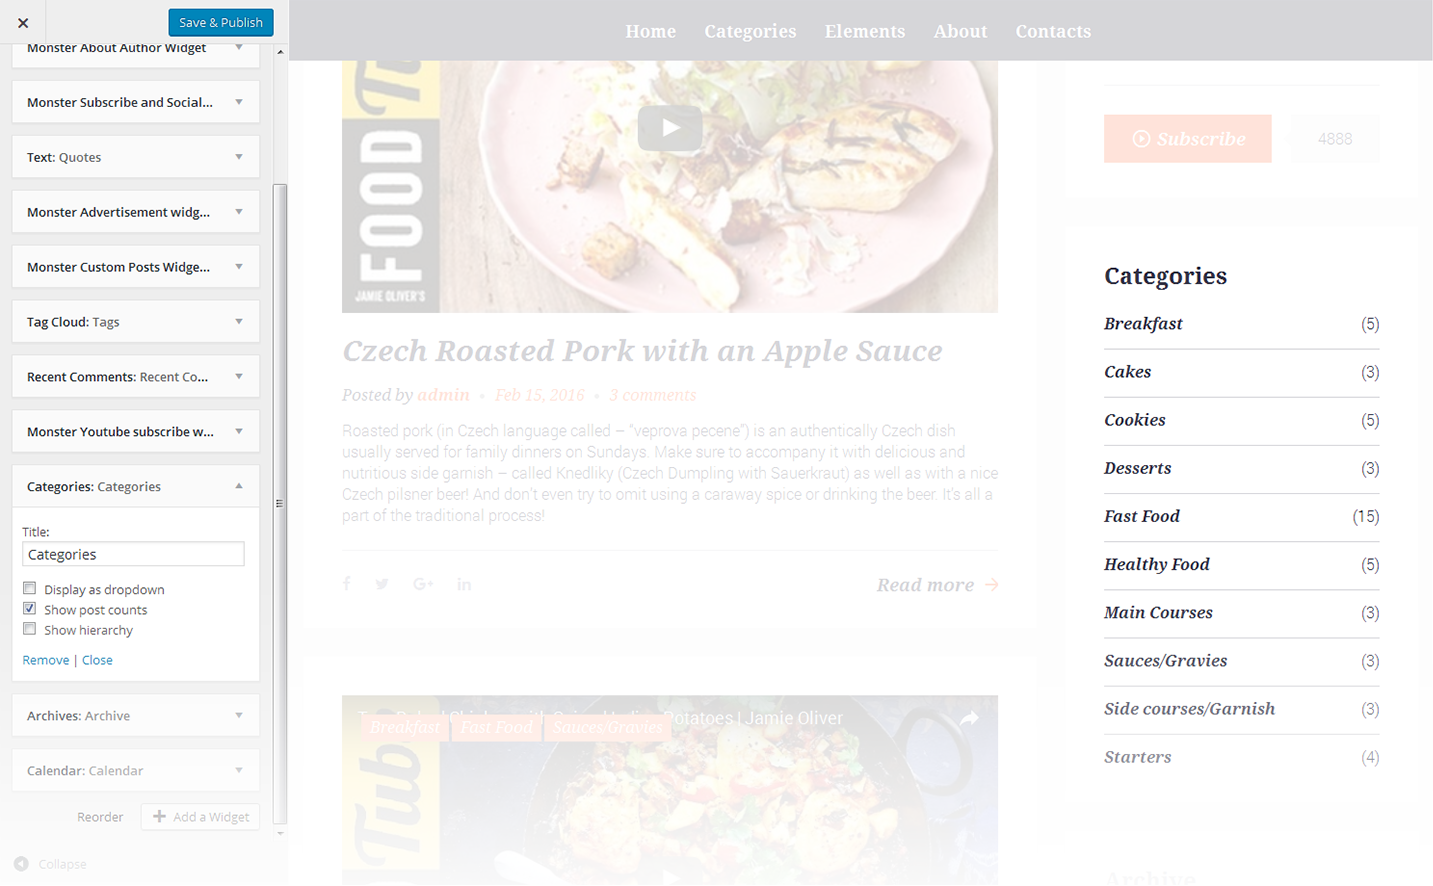 Save & Publish
Monster About Author Widget
Monster Subscribe and Social...
Text: Quotes
Monster Advertisement widg...
Monster Custom Posts Widge...
Tag Cloud: Tags
Recent Comments: Recent Co...
Monster Youtube subscribe w...
Categories: Categories
Title:
Categories
Display as dropdown
Show post counts
Show hierarchy
Remove | Close
Archives: Archive
Calendar: Calendar
Reorder
Add a Widget
Collapse
Home Categories Elements About Contacts
FOOD
JAMIE OLIVER'S
Czech Roasted Pork with an Apple Sauce
Posted by admin • Feb 15, 2016 • 3 comments
Roasted pork (in Czech language called – “veprova pecene”) is an authentically Czech dish
usually served for family dinners on Sundays. Make sure to accompany it with delicious and
nutritious side garnish – called Knedliky (Czech Dumpling with Sauerkraut) as well as with a nice
Czech pilsner beer! And don’t even try to omit using a caraway spice or drinking the beer. It’s all a
part of the traditional process!
Read more
Potatoes | Jamie Oliver
Breakfast Fast Food Sauces/Gravies
Tube
Subscribe 4888
Categories
Breakfast (5)
Cakes (3)
Cookies (5)
Desserts (3)
Fast Food (15)
Healthy Food (5)
Main Courses (3)
Sauces/Gravies (3)
Side courses/Garnish (3)
Starters (4)
Archive